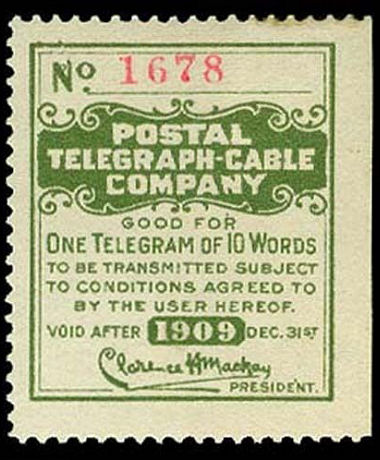 No. 1678
POSTAL
TELEGRAPH-CABLE
COMPANY
GOOD FOR
ONE TELEGRAM OF 10 WORDS
TO BE TRANSMITTED SUBJECT
TO CONDITIONS AGREED TO
BY THE USER HEREOF.
VOID AFTER 1909 DEC. 31ST
Clarence H Mackay
PRESIDENT.